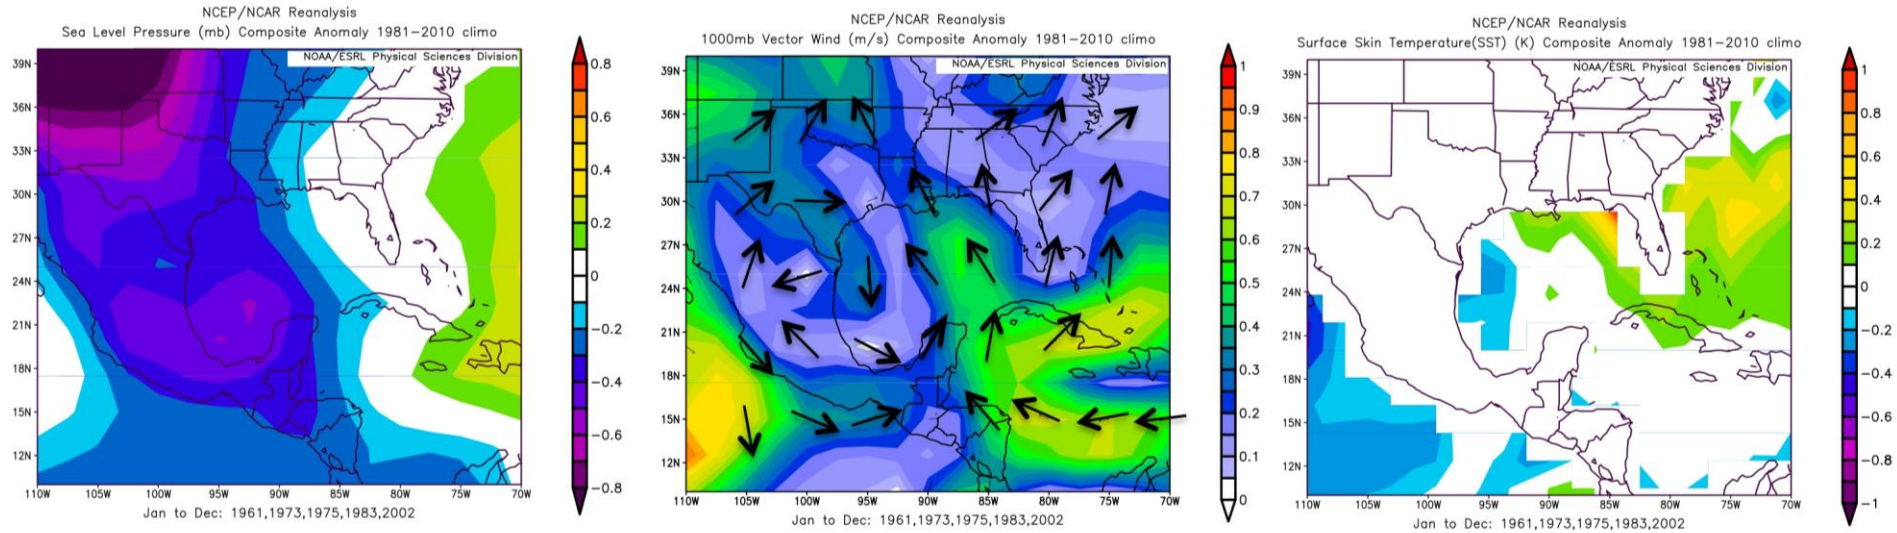 NCEP/NCAR Reanalysis
Sea Level Pressure (mb) Composite Anomaly 1981-2010 climo
NOAA/ESRL Physical Sciences Division
39N
36N
33N
30N
27N
24N
21N
18N
15N
12N
110W 105W 100W 95W 90W 85W 80W 75W 70W
0.8
0.6
0.4
0.2
0
-0.2
-0.4
-0.6
-0.8
Jan to Dec: 1961,1973,1975,1983,2002
NCEP/NCAR Reanalysis
1000mb Vector Wind (m/s) Composite Anomaly 1981-2010 climo
NOAA/ESRL Physical Sciences Division
39N
36N
33N
30N
27N
24N
21N
18N
15N
12N
110W 105W 100W 95W 90W 85W 80W 75W 70W
1
0.9
0.8
0.7
0.6
0.5
0.4
0.3
0.2
0.1
0
Jan to Dec: 1961,1973,1975,1983,2002
NCEP/NCAR Reanalysis
Surface Skin Temperature(SST) (K) Composite Anomaly 1981-2010 climo
NOAA/ESRL Physical Sciences Division
39N
36N
33N
30N
27N
24N
21N
18N
15N
12N
110W 105W 100W 95W 90W 85W 80W 75W 70W
1
0.8
0.6
0.4
0.2
0
-0.2
-0.4
-0.6
-0.8
-1
Jan to Dec: 1961,1973,1975,1983,2002